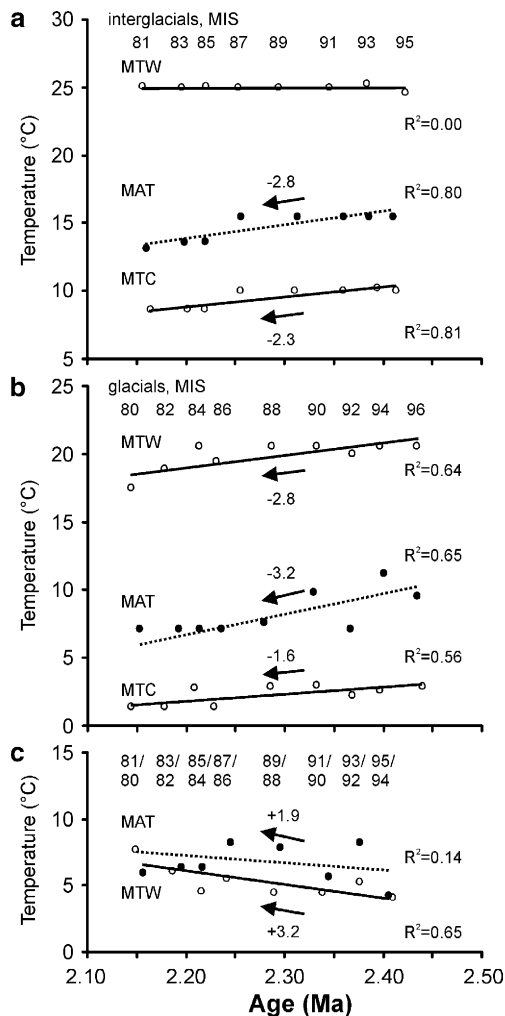 a
interglacials, MIS
81 83 85 87 89 91 93 95
MTW
R²=0.00
MAT
-2.8
R²=0.80
MTC
-2.3
R²=0.81
Temperature (°C)
30
25
20
15
10
5
b
glacials, MIS
80 82 84 86 88 90 92 94 96
MTW
-2.8
R²=0.64
MAT
-3.2
R²=0.65
MTC
-1.6
R²=0.56
Temperature (°C)
25
20
15
10
5
0
c
81/ 83/ 85/ 87/ 89/ 91/ 93/ 95/
80 82 84 86 88 90 92 94
MAT
+1.9
R²=0.14
MTW
+3.2
R²=0.65
Temperature (°C)
15
10
5
0
2.10 2.20 2.30 2.40 2.50
Age (Ma)